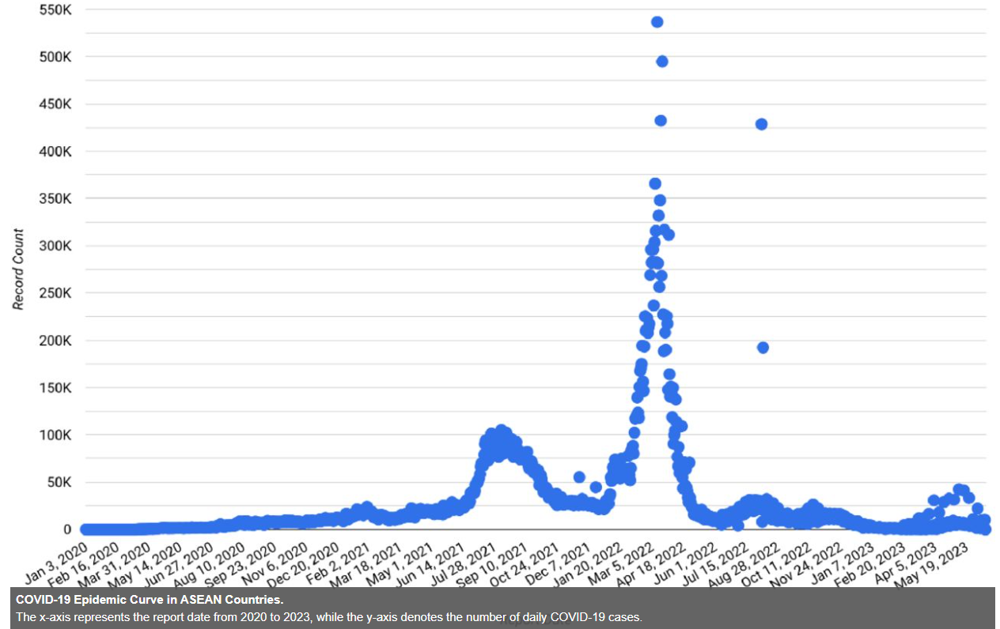 550K
500K
450K
400K
350K
300K
250K
200K
150K
100K
50K
0
Record Count
Jan 3, 2020
Feb 16, 2020
Mar 31, 2020
May 14, 2020
Jun 27, 2020
Aug 10, 2020
Sep 23, 2020
Nov 6, 2020
Dec 20, 2020
Feb 2, 2021
Mar 18, 2021
May 1, 2021
Jun 14, 2021
Jul 28, 2021
Sep 10, 2021
Oct 24, 2021
Dec 7, 2021
Jan 20, 2022
Mar 5, 2022
Apr 18, 2022
Jun 1, 2022
Jul 15, 2022
Aug 28, 2022
Oct 11, 2022
Nov 24, 2022
Jan 7, 2023
Feb 20, 2023
Apr 5, 2023
May 19, 2023
COVID-19 Epidemic Curve in ASEAN Countries.
The x-axis represents the report date from 2020 to 2023, while the y-axis denotes the number of daily COVID-19 cases.